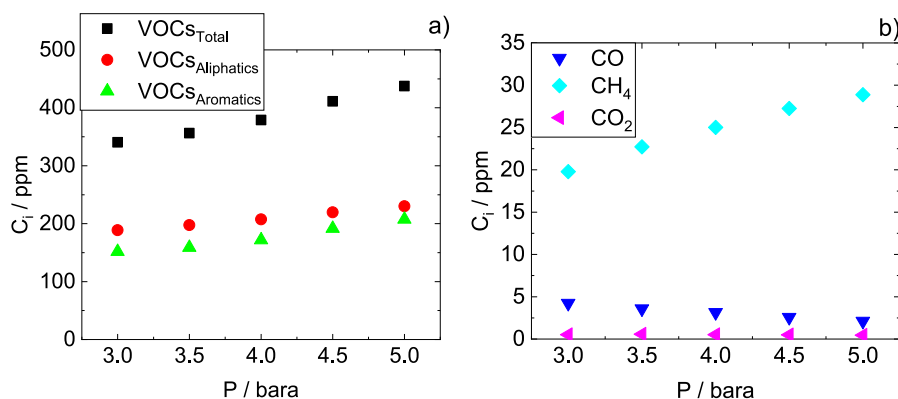 a)
VOCsTotal
VOCsAliphatics
VOCsAromatics
500
400
300
200
100
0
Ci / ppm
3.0 3.5 4.0 4.5 5.0
P / bara
b)
CO
CH4
CO2
35
30
25
20
15
10
5
0
Ci / ppm
3.0 3.5 4.0 4.5 5.0
P / bara